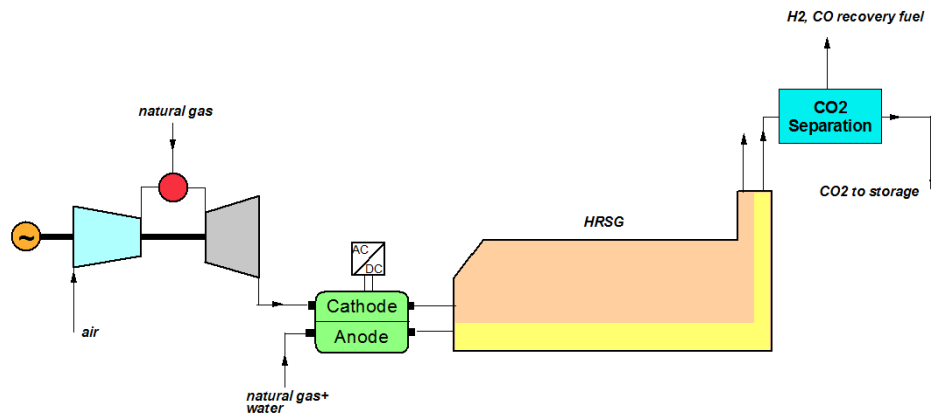 H2, CO recovery fuel
natural gas
CO2
Separation
CO2 to storage
HRSG
~
AC
DC
Cathode
Anode
air
natural gas+
water